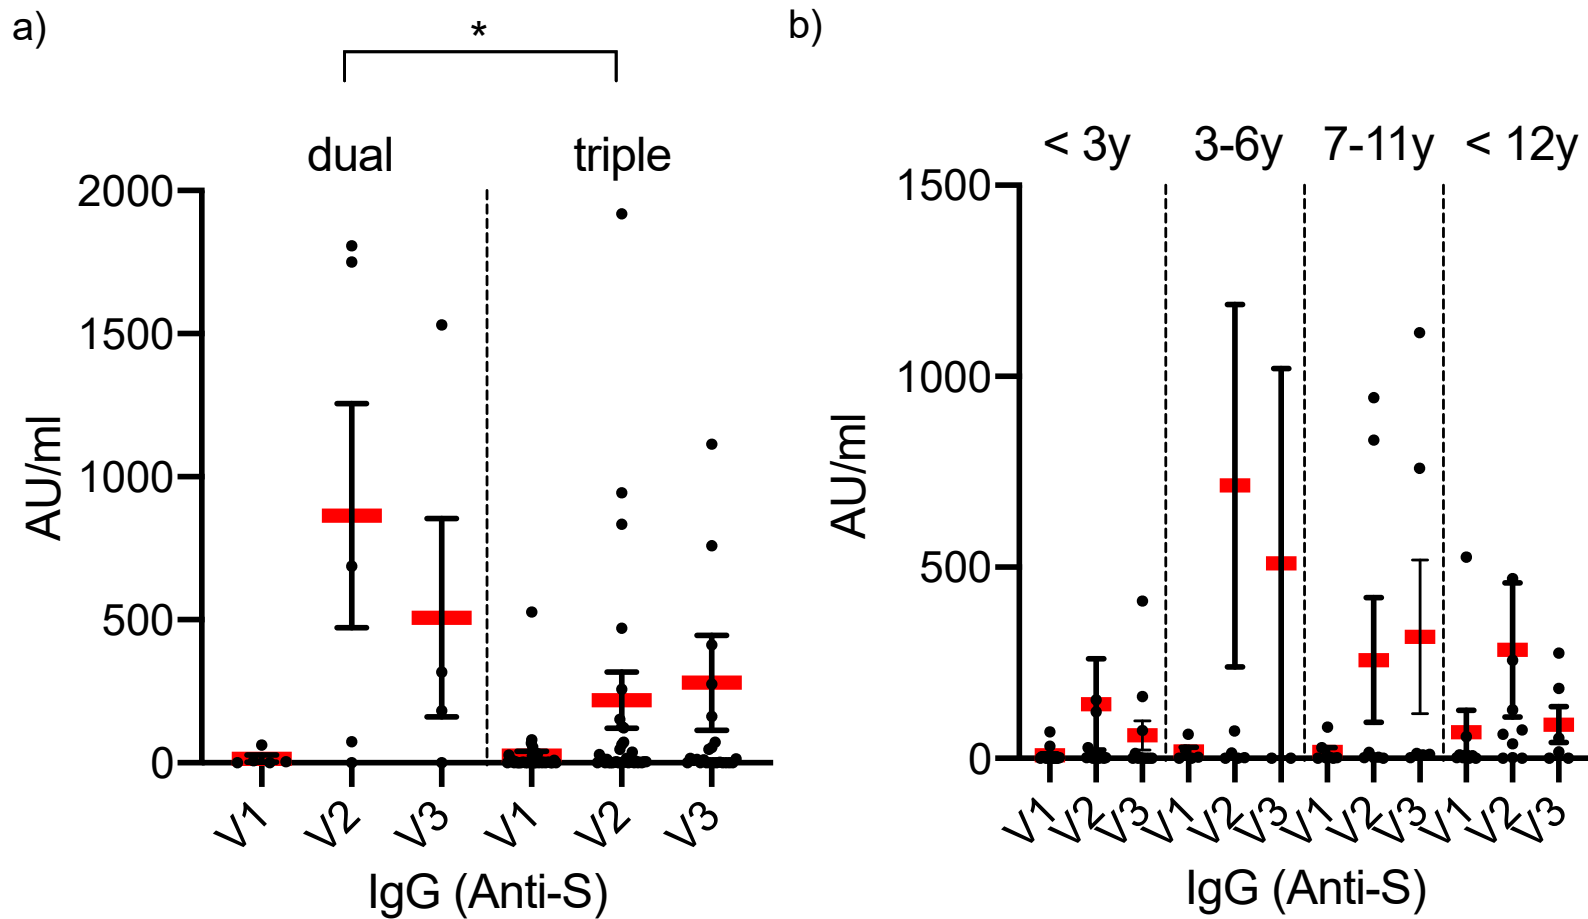 a)
*
dual triple
2000
1500
1000
500
0
AU/ml
V1 V2 V3 V1 V2 V3
IgG (Anti-S)
b)
< 3y 3-6y 7-11y < 12y
1500
1000
500
0
AU/ml
V1 V2 V3 V1 V2 V3 V1 V2 V3 V1 V2 V3
IgG (Anti-S)